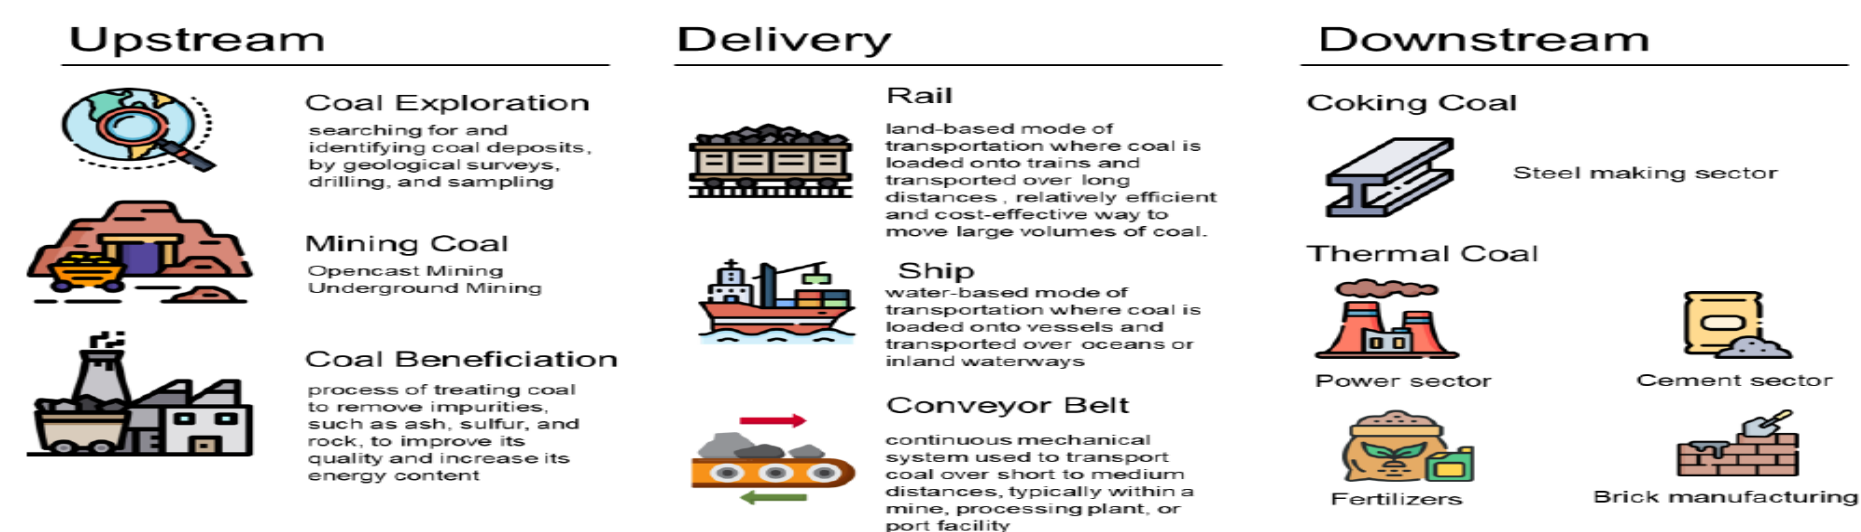 Upstream
Coal Exploration
searching for and
identifying coal deposits,
by geological surveys,
drilling, and sampling
Mining Coal
Opencast Mining
Underground Mining
Coal Beneficiation
process of treating coal
to remove impurities,
such as ash, sulfur, and
rock, to improve its
quality and increase its
energy content
Delivery
Rail
land-based mode of
transportation where coal is
loaded onto trains and
transported over long
distances , relatively efficient
and cost-effective way to
move large volumes of coal.
Ship
water-based mode of
transportation where coal is
loaded onto vessels and
transported over oceans or
inland waterways
Conveyor Belt
continuous mechanical
system used to transport
coal over short to medium
distances, typically within a
mine, processing plant, or
port facility
Downstream
Coking Coal
Steel making sector
Thermal Coal
Power sector
Cement sector
Fertilizers
Brick manufacturing